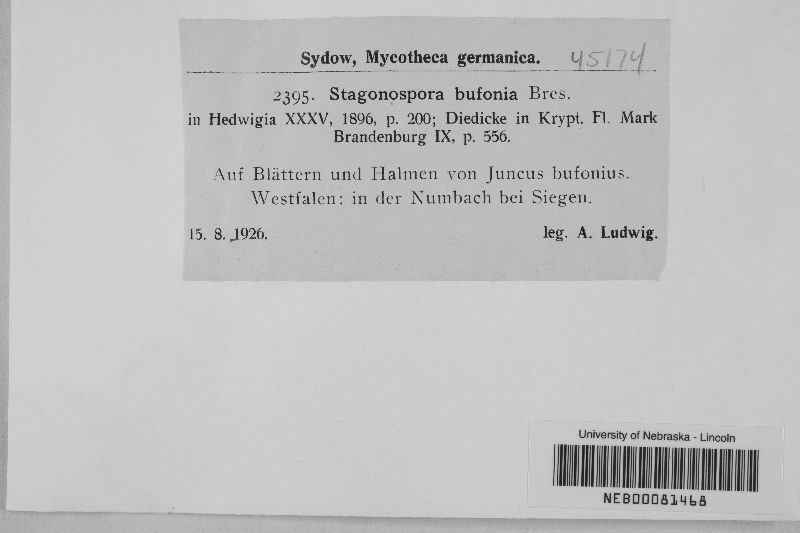 Sydow, Mycotheca germanica. 45174
2395. Stagonospora bufonia Bres.
in Hedwigia XXXV, 1896, p. 200; Diedicke in Krypt. Fl. Mark
Brandenburg IX, p. 556.
Auf Blättern und Halmen von Juncus bufonius.
Westfalen: in der Numbach bei Siegen.
15. 8. 1926. leg. A. Ludwig.
University of Nebraska - Lincoln
NEB00081468